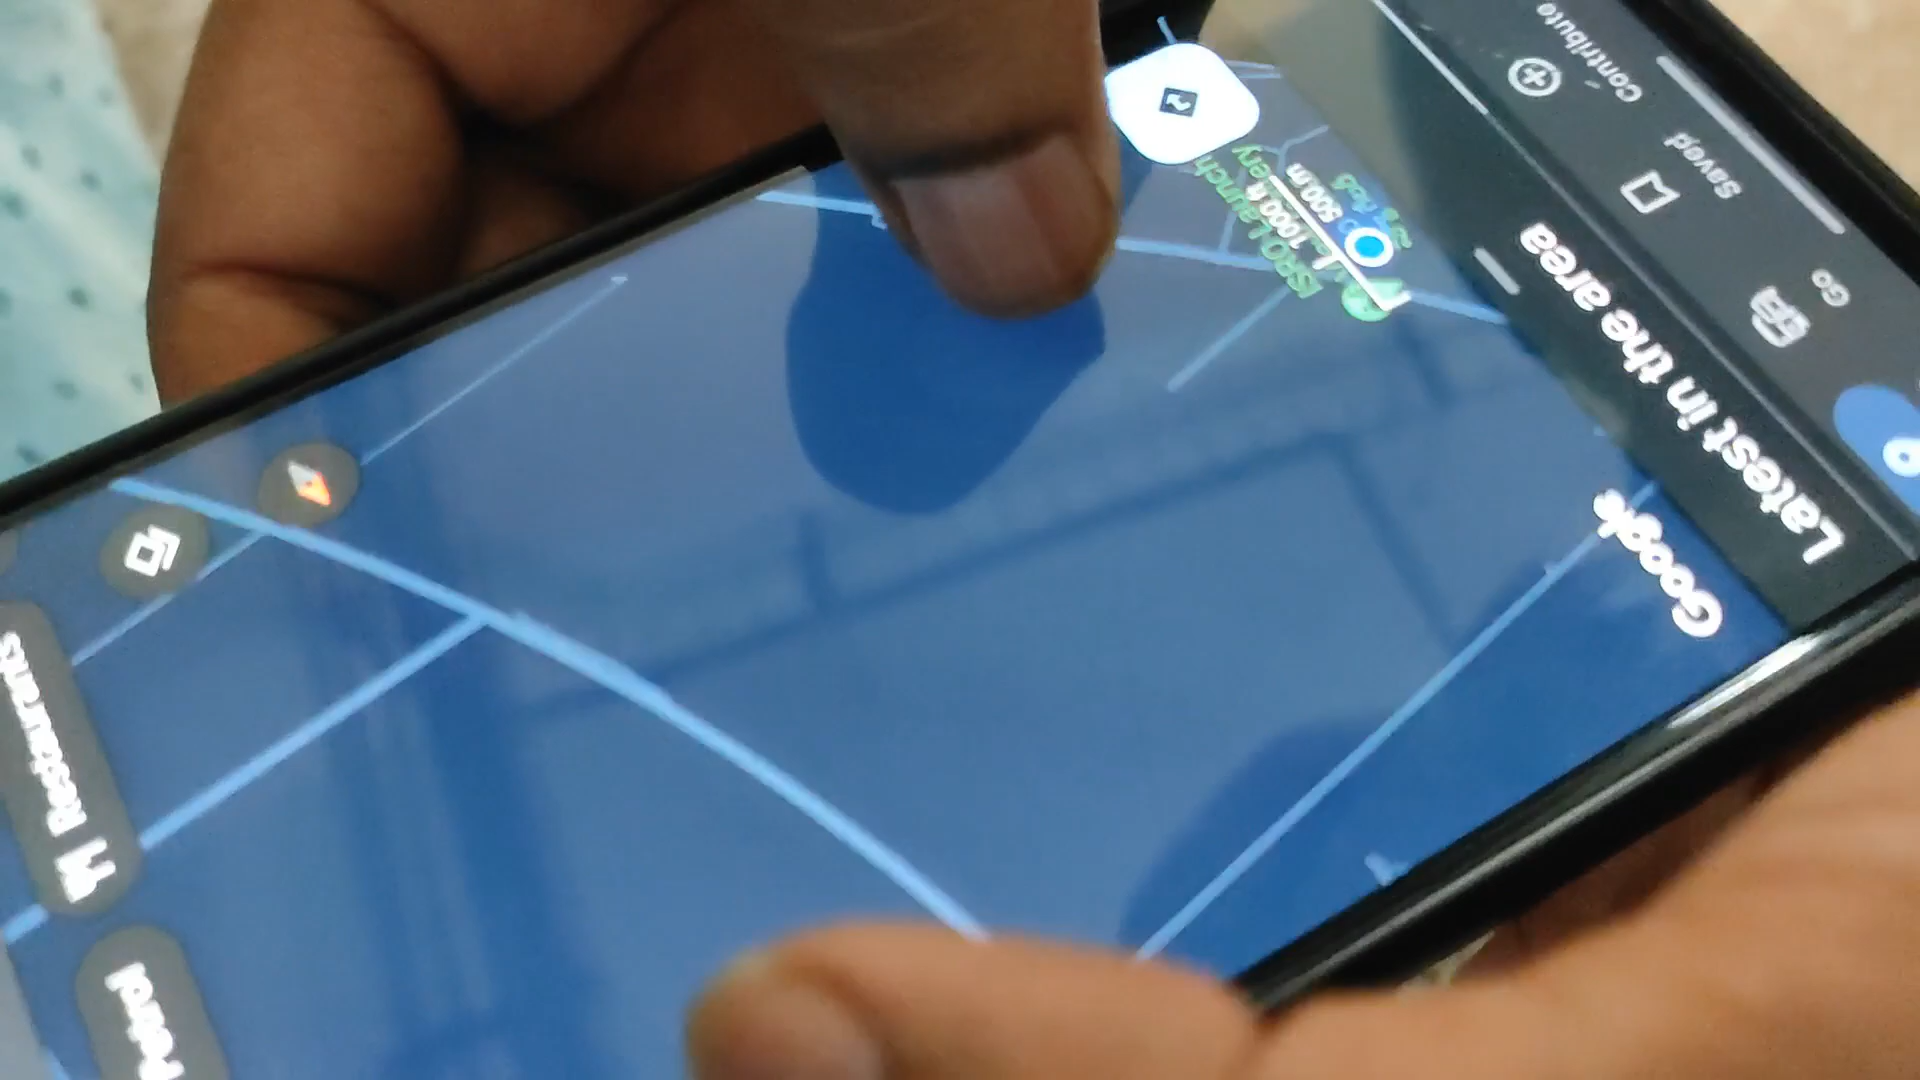 Restaurants
Petrol
ISRO Launch
1000 ft
500 m
Google
Latest in the area
Go
Saved
Contribute